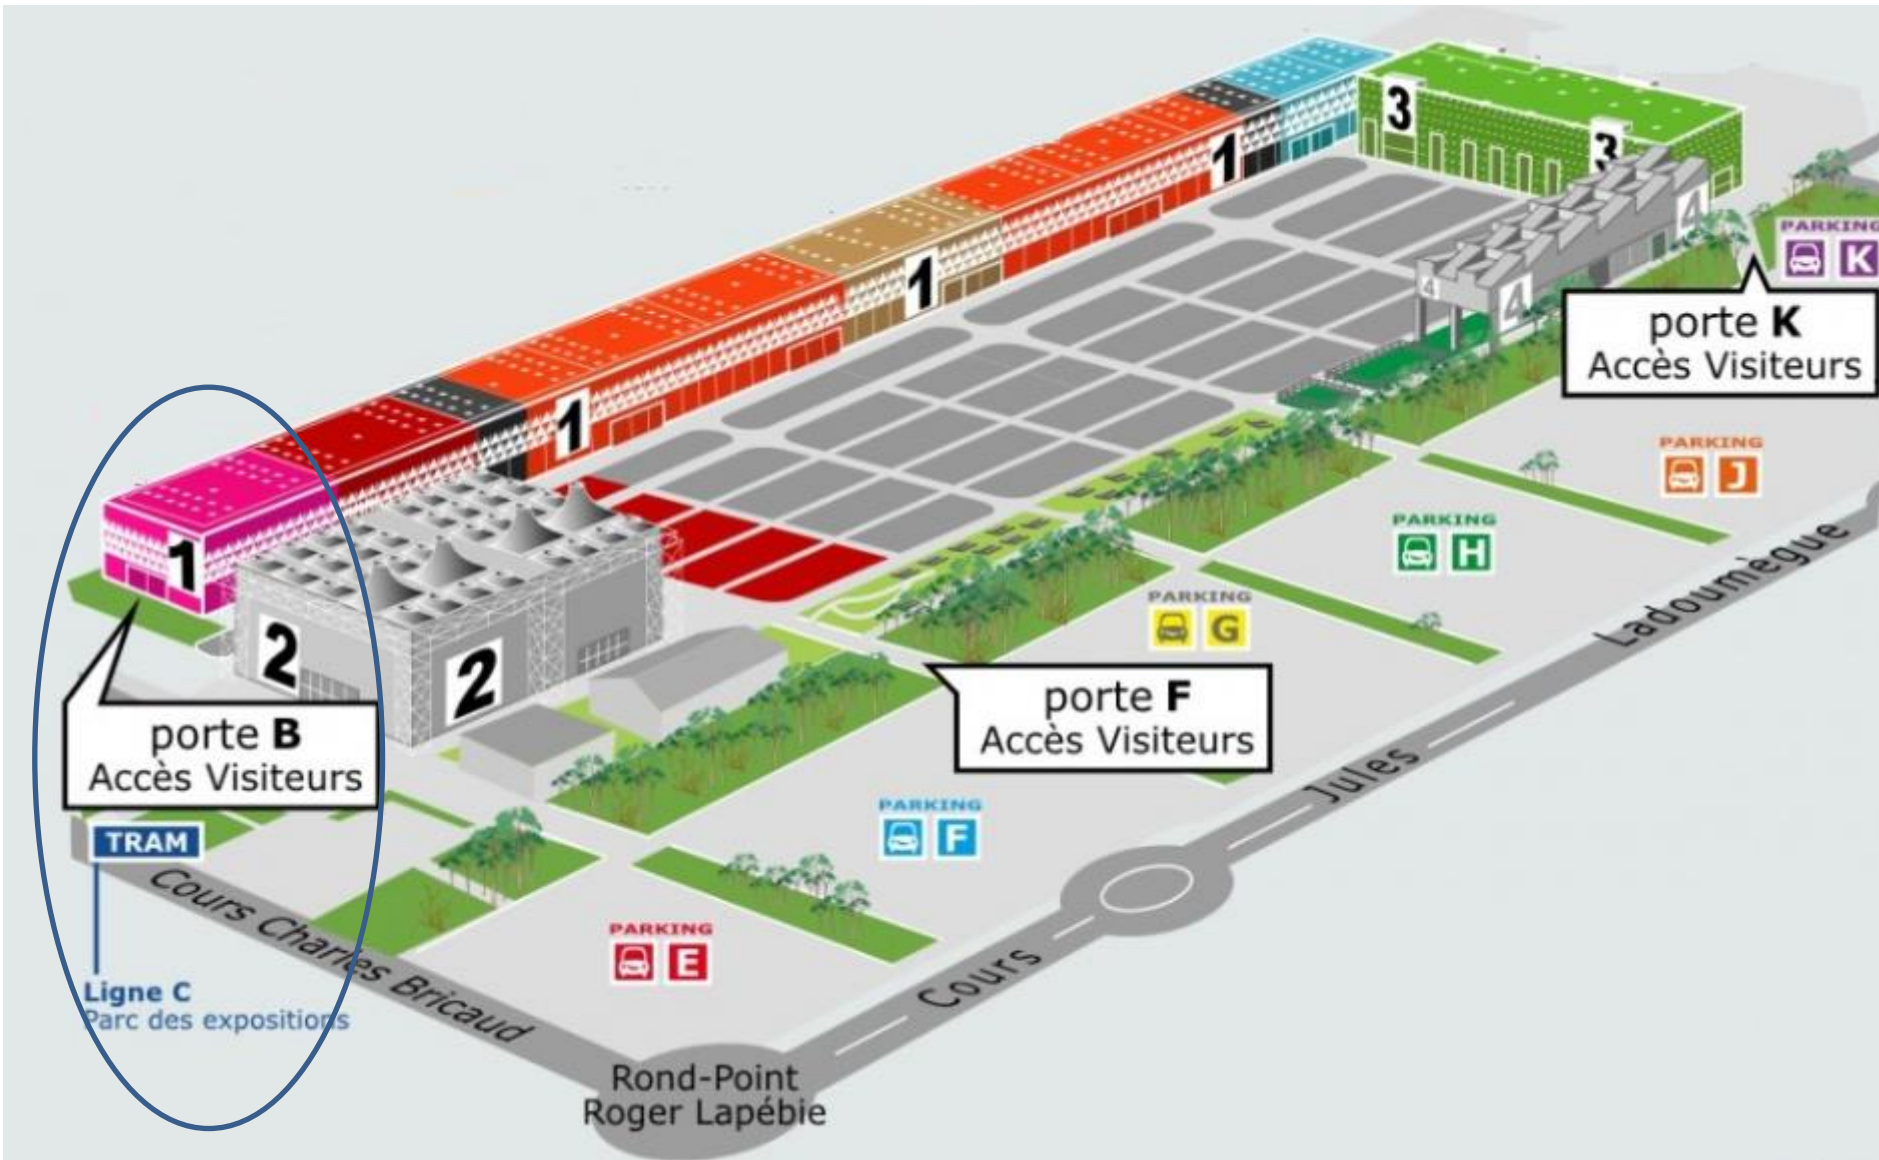 3
3
1
4
PARKING
K
4
4
porte K
Accès Visiteurs
1
1
PARKING
J
PARKING
H
1
PARKING
G
Ladoumègue
2
2
porte F
Accès Visiteurs
porte B
Accès Visiteurs
Jules
PARKING
F
TRAM
Cours Charles Bricaud
PARKING
E
Cours
Ligne C
Parc des expositions
Rond-Point
Roger Lapébie